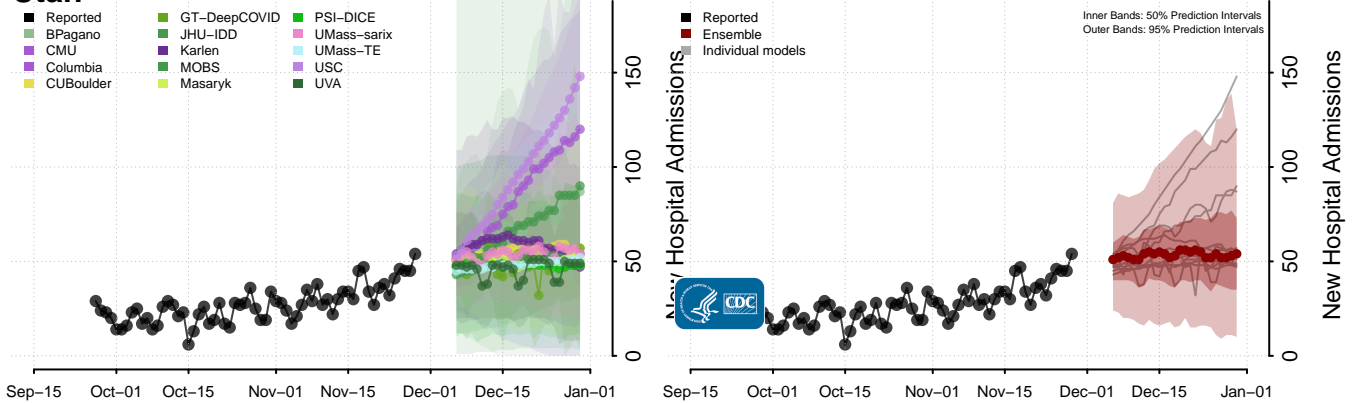 Utah
Reported
BPagano
CMU
Columbia
CUBoulder
GT−DeepCOVID
JHU−IDD
Karlen
MOBS
Masaryk
PSI−DICE
UMass−sarix
UMass−TE
USC
UVA
0
50
100
150
New Hospital Admissions
Sep−15
Oct−01
Oct−15
Nov−01
Nov−15
Dec−01
Dec−15
Jan−01
Reported
Ensemble
Individual models
Inner Bands: 50% Prediction Intervals
Outer Bands: 95% Prediction Intervals
CDC
0
50
100
150
New Hospital Admissions
Sep−15
Oct−01
Oct−15
Nov−01
Nov−15
Dec−01
Dec−15
Jan−01